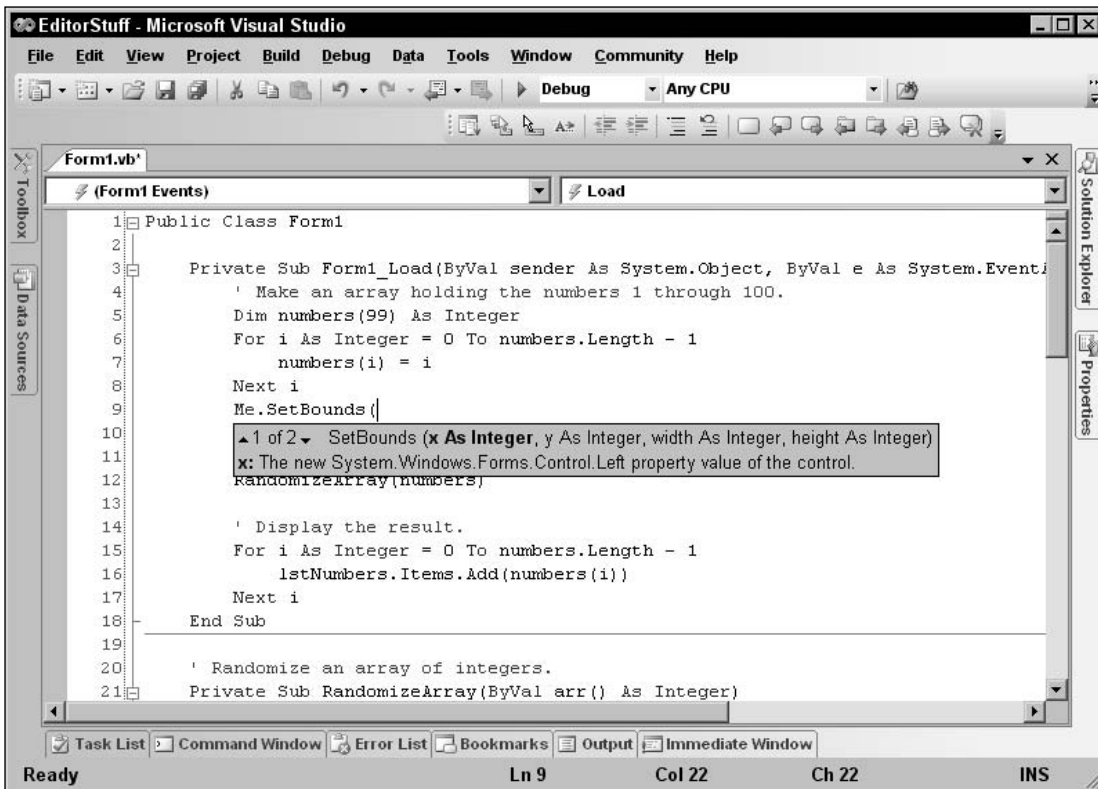 EditorStuff - Microsoft Visual Studio
File Edit View Project Build Debug Data Tools Window Community Help
Debug Any CPU
Form1.vb*
(Form1 Events) Load
1 Public Class Form1
2
3 Private Sub Form1_Load(ByVal sender As System.Object, ByVal e As System.Event
4 ' Make an array holding the numbers 1 through 100.
5 Dim numbers(99) As Integer
6 For i As Integer = 0 To numbers.Length - 1
7 numbers(i) = i
8 Next i
9 Me.SetBounds(
10 1 of 2 SetBounds (x As Integer, y As Integer, width As Integer, height As Integer)
11 x: The new System.Windows.Forms.Control.Left property value of the control.
12 RandomizeArray(numbers)
13
14 ' Display the result.
15 For i As Integer = 0 To numbers.Length - 1
16 lstNumbers.Items.Add(numbers(i))
17 Next i
18 End Sub
19
20 ' Randomize an array of integers.
21 Private Sub RandomizeArray(ByVal arr() As Integer)
Toolbox
Data Sources
Solution Explorer
Properties
Task List Command Window Error List Bookmarks Output Immediate Window
Ready Ln 9 Col 22 Ch 22 INS